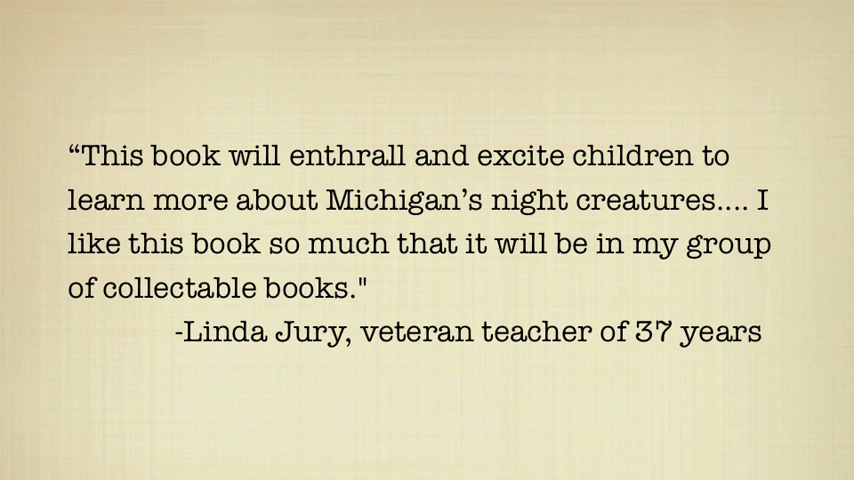 “This book will enthrall and excite children to
learn more about Michigan’s night creatures.... I
like this book so much that it will be in my group
of collectable books."
-Linda Jury, veteran teacher of 37 years